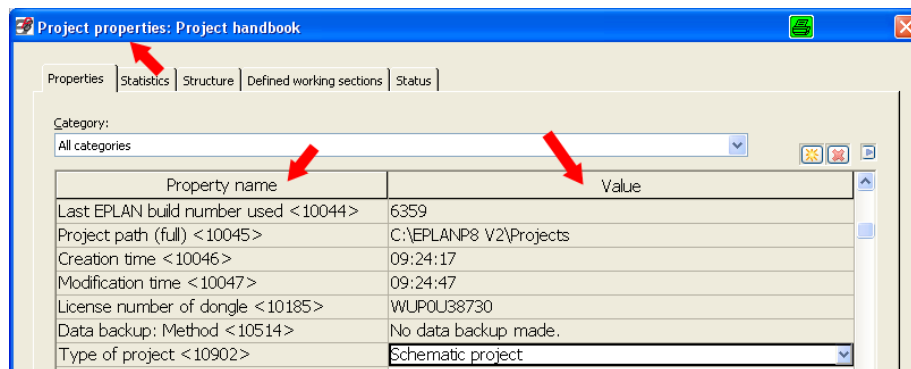 Project properties: Project handbook
Properties Statistics Structure Defined working sections Status
Category:
All categories
Property name Value
Last EPLAN build number used <10044> 6359
Project path (full) <10045> C:\EPLANP8 V2\Projects
Creation time <10046> 09:24:17
Modification time <10047> 09:24:47
License number of dongle <10185> WUP0U38730
Data backup: Method <10514> No data backup made.
Type of project <10902> Schematic project